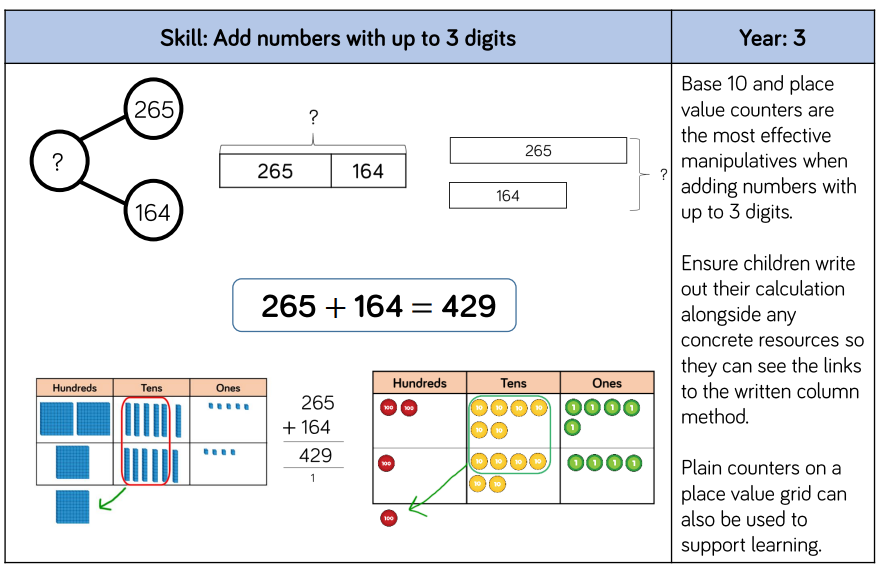 Skill: Add numbers with up to 3 digits
Year: 3
265
?
164
?
265 164
265
164
?
265 + 164 = 429
Hundreds Tens Ones
265
+ 164
429
1
Hundreds Tens Ones
100 100
10 10 10 10
1 1 1 1
10 10
1
100
10 10 10 10
1 1 1 1
10 10
100
Base 10 and place
value counters are
the most effective
manipulatives when
adding numbers with
up to 3 digits.
Ensure children write
out their calculation
alongside any
concrete resources so
they can see the links
to the written column
method.
Plain counters on a
place value grid can
also be used to
support learning.